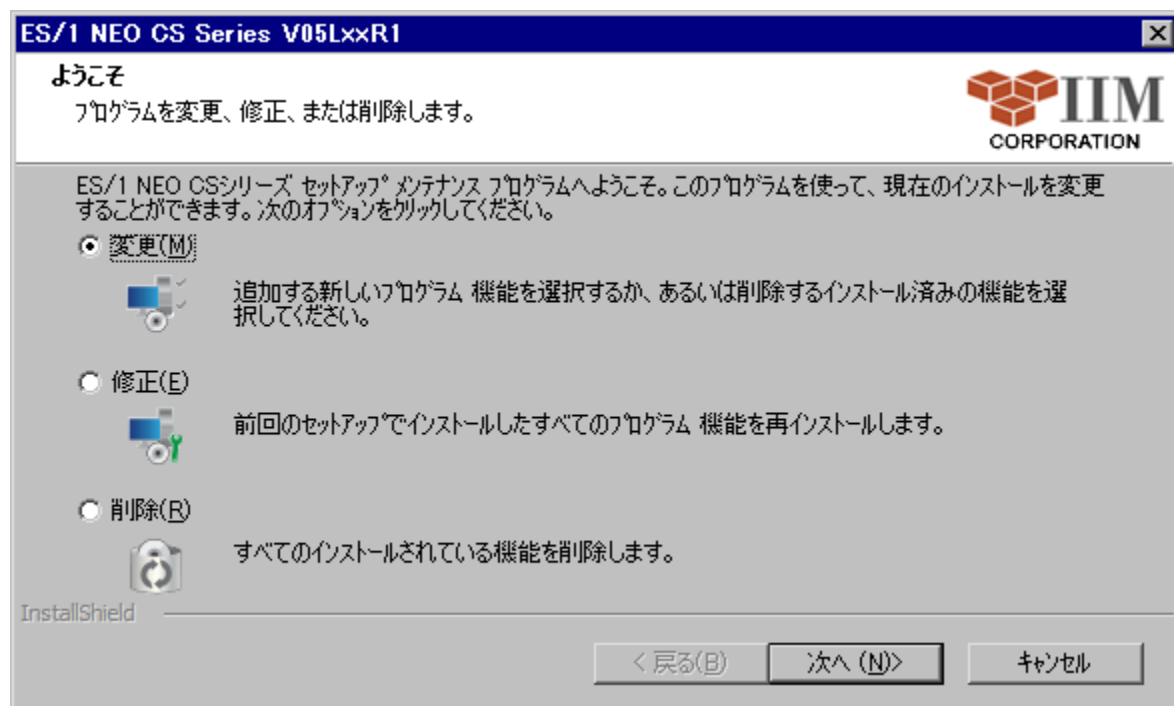 ES/1 NEO CS Series V05LxxR1
ようこそ
プログラムを変更、修正、または削除します。
IIM
CORPORATION
ES/1 NEO CSシリーズ セットアップ メンテナンス プログラムへようこそ。このプログラムを使って、現在のインストールを変更
することができます。次のオプションをクリックしてください。
変更(M)
追加する新しいプログラム 機能を選択するか、あるいは削除するインストール済みの機能を選
択してください。
修正(E)
前回のセットアップでインストールしたすべてのプログラム 機能を再インストールします。
削除(R)
すべてのインストールされている機能を削除します。
InstallShield
< 戻る(B)
次へ (N)>
キャンセル